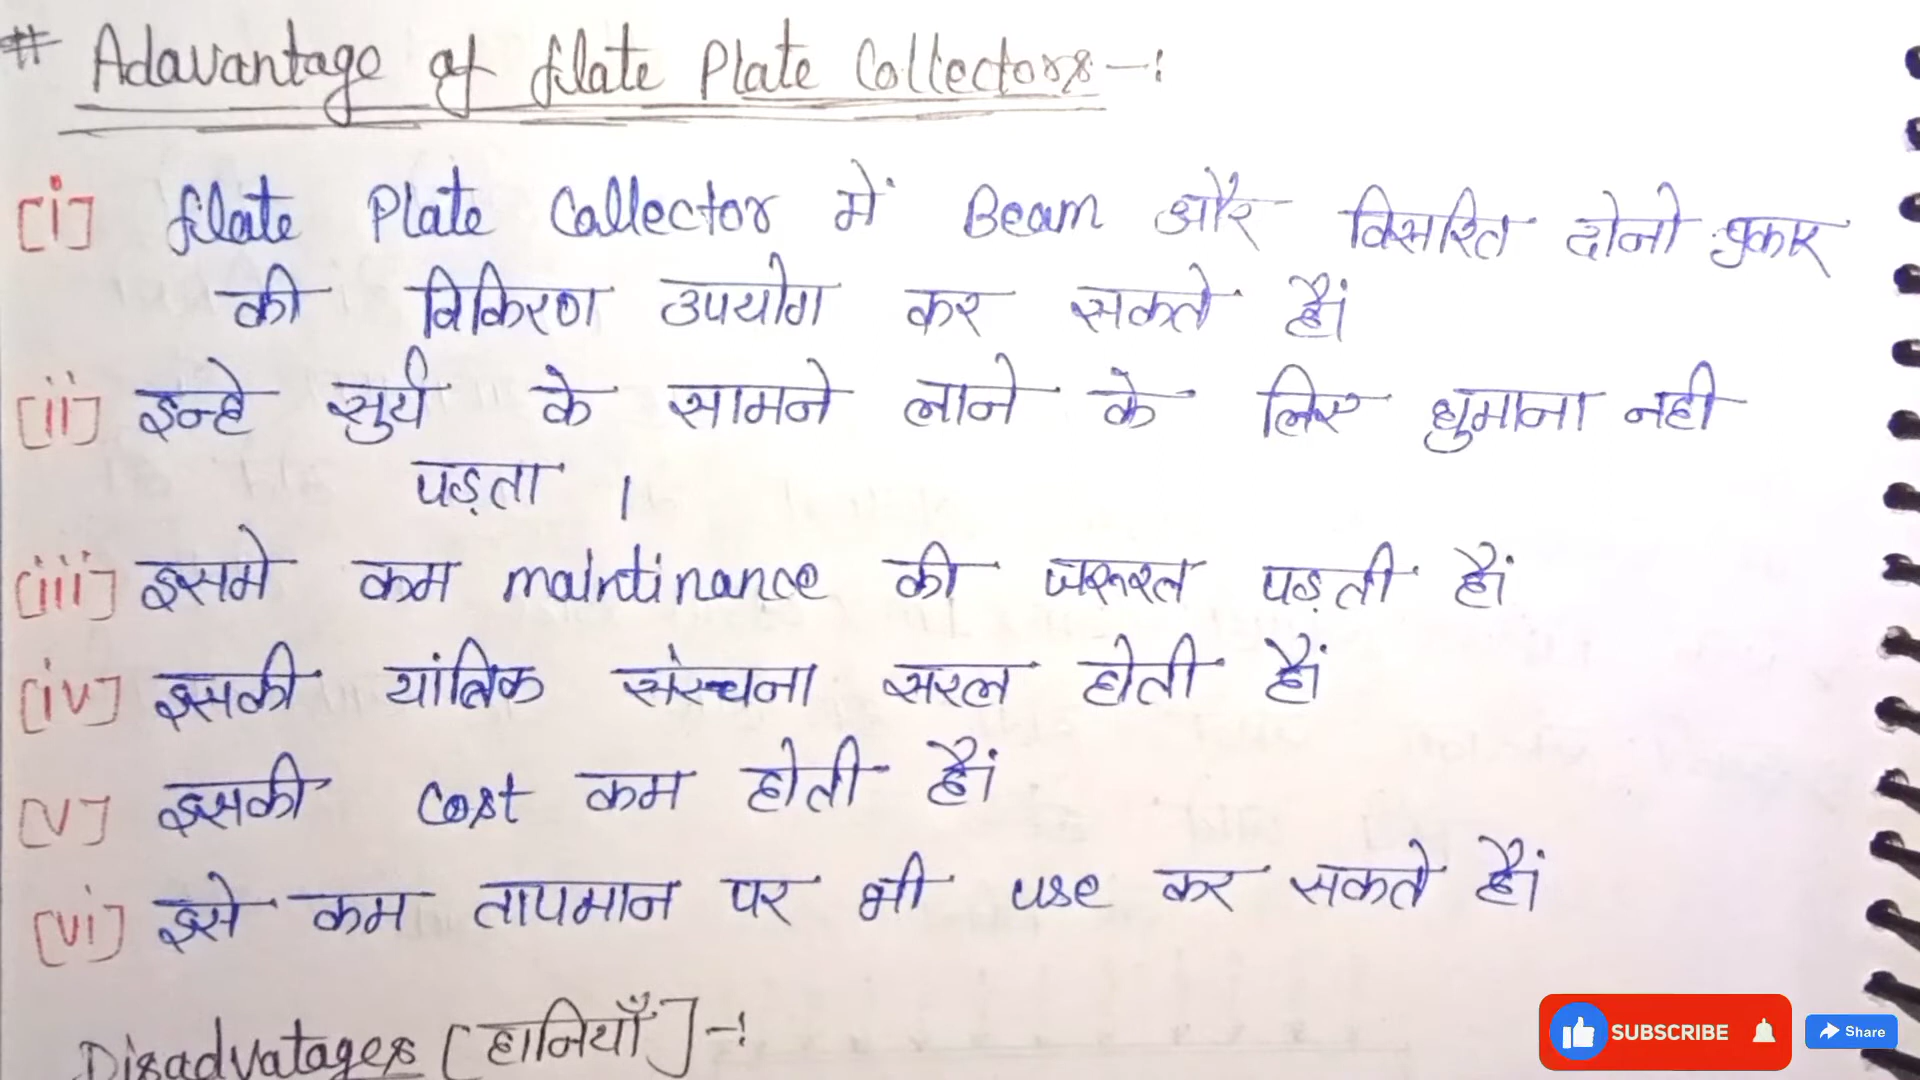 # Adavantage of flate Plate Collectors-:
[i] flate Plate Collector में Beam और विसरित दोनो प्रकार
की विकिरण उपयोग कर सकते हैं।
[ii] इन्हे सुर्य के सामने लाने के लिए घुमाना नही
पड़ता ।
[iii] इसमे कम maintinance की जरूरत पड़ती हैं।
[iv] इसकी यांत्रिक संरचना सरल होती हैं।
[v] इसकी cost कम होती हैं।
[vi] इसे कम तापमान पर भी use कर सकते हैं।
Disadvatages [हानियाँ]-:
SUBSCRIBE
Share